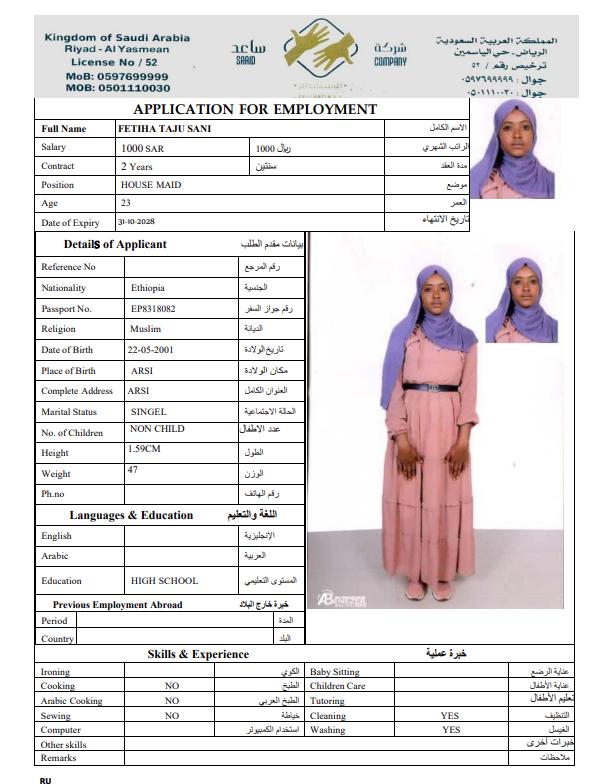 Kingdom of Saudi Arabia
Riyad - Al Yasmean
License No / 52
MoB: 0597699999
MOB: 0501110030
ساعد
SAAID
شركة
COMPANY
المملكة العربية السعودية
الرياض - حي الياسمين
ترخيص رقم / ٥٢
جوال : ٠٥٩٧٦٩٩٩٩٩
جوال : ٠٥٠١١١٠٠٣٠
APPLICATION FOR EMPLOYMENT
Full Name FETIHA TAJU SANI الاسم الكامل
Salary 1000 SAR 1000 ريال الراتب الشهري
Contract 2 Years سنتين مدة العقد
Position HOUSE MAID موضع
Age 23 العمر
Date of Expiry 31-10-2028 تاريخ الانتهاء
Details of Applicant بيانات مقدم الطلب
Reference No رقم المرجع
Nationality Ethiopia الجنسية
Passport No. EP8318082 رقم جواز السفر
Religion Muslim الديانة
Date of Birth 22-05-2001 تاريخ الولادة
Place of Birth ARSI مكان الولادة
Complete Address ARSI العنوان الكامل
Marital Status SINGEL الحالة الاجتماعية
No. of Children NON CHILD عدد الاطفال
Height 1.59CM الطول
Weight 47 الوزن
Ph.no رقم الهاتف
Languages & Education اللغة والتعليم
English الإنجليزية
Arabic العربية
Education HIGH SCHOOL المستوى التعليمي
Previous Employment Abroad خبرة خارج البلاد
Period المدة
Country البلد
ABENEZER
Skills & Experience خبرة عملية
Ironing الكوي Baby Sitting عناية الرضع
Cooking NO الطبخ Children Care عناية الأطفال
Arabic Cooking NO الطبخ العربي Tutoring تعليم الأطفال
Sewing NO خياطة Cleaning YES التنظيف
Computer استخدام الكمبيوتر Washing YES الغسيل
Other skills خبرات أخرى
Remarks ملاحظات
RU